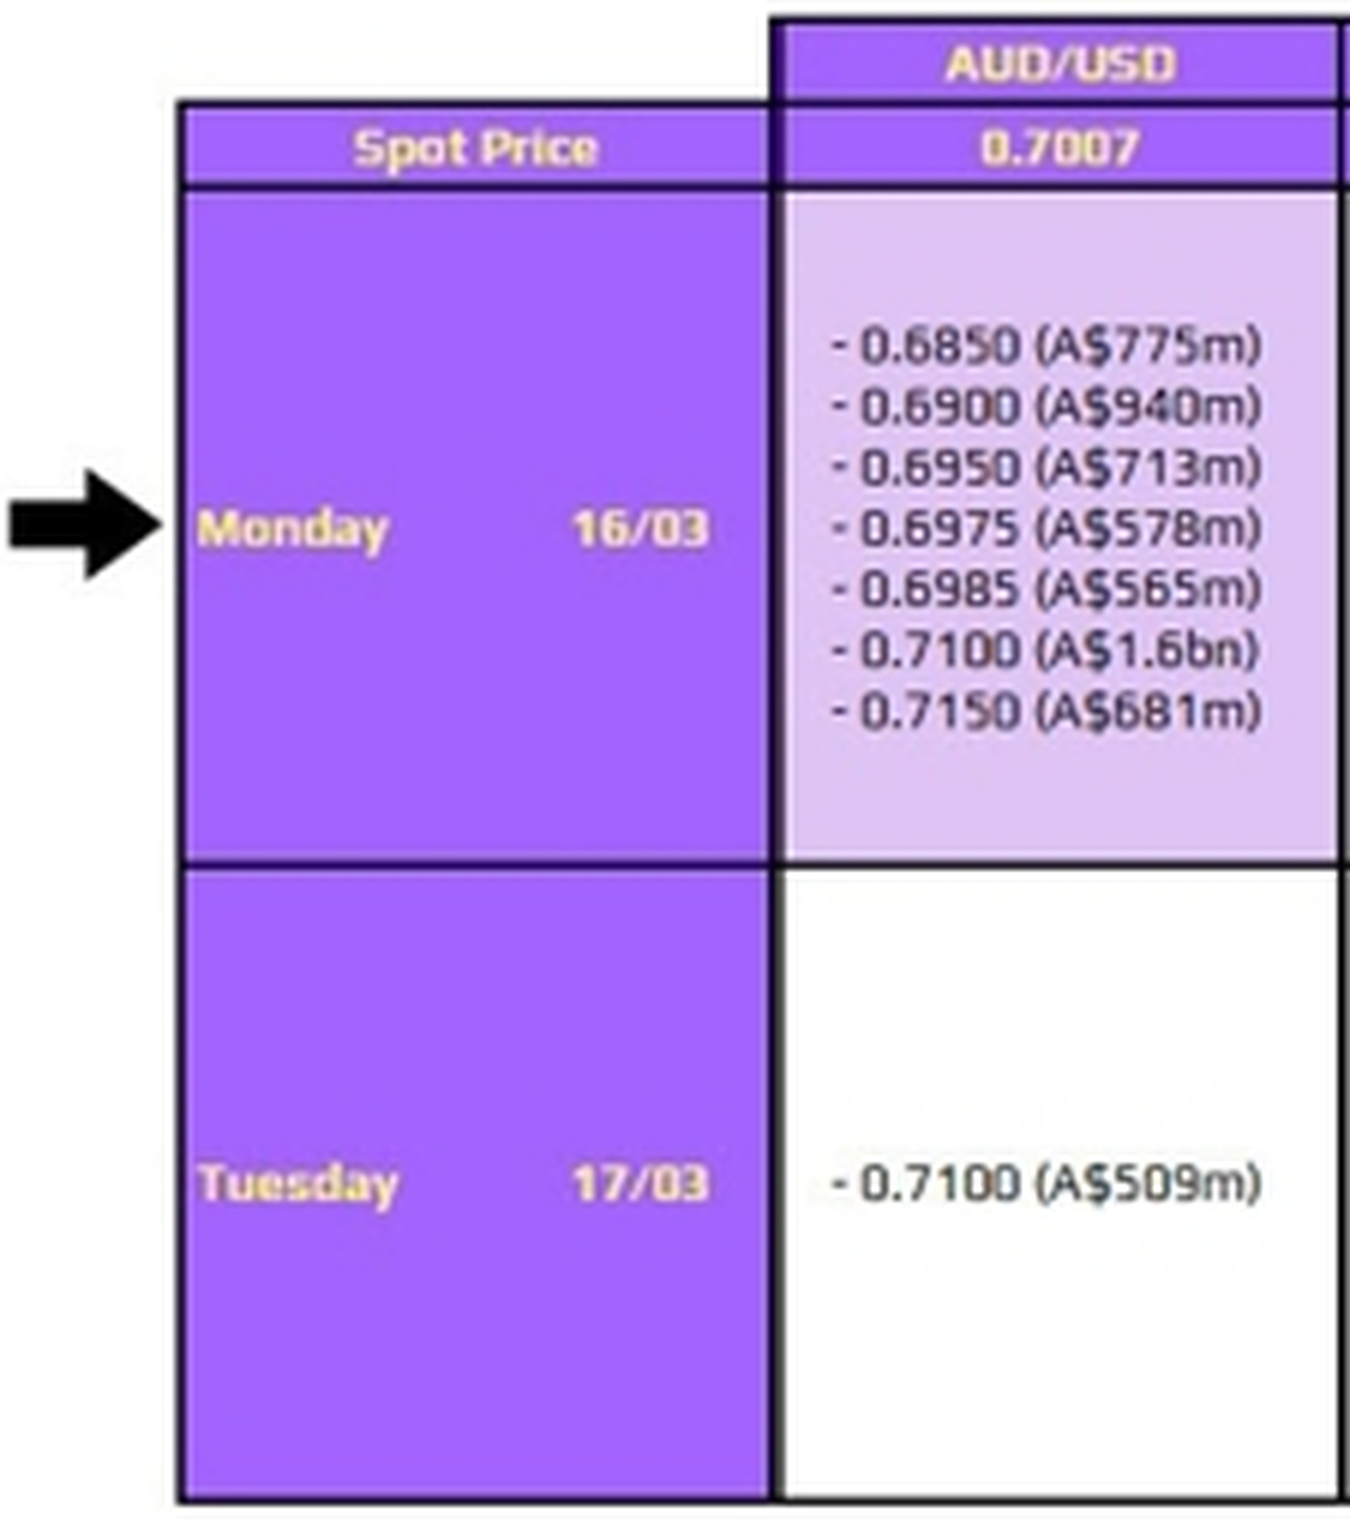 AUD/USD
Spot Price 0.7007
Monday 16/03
- 0.6850 (A$775m)
- 0.6900 (A$940m)
- 0.6950 (A$713m)
- 0.6975 (A$578m)
- 0.6985 (A$565m)
- 0.7100 (A$1.6bn)
- 0.7150 (A$681m)
Tuesday 17/03 - 0.7100 (A$509m)